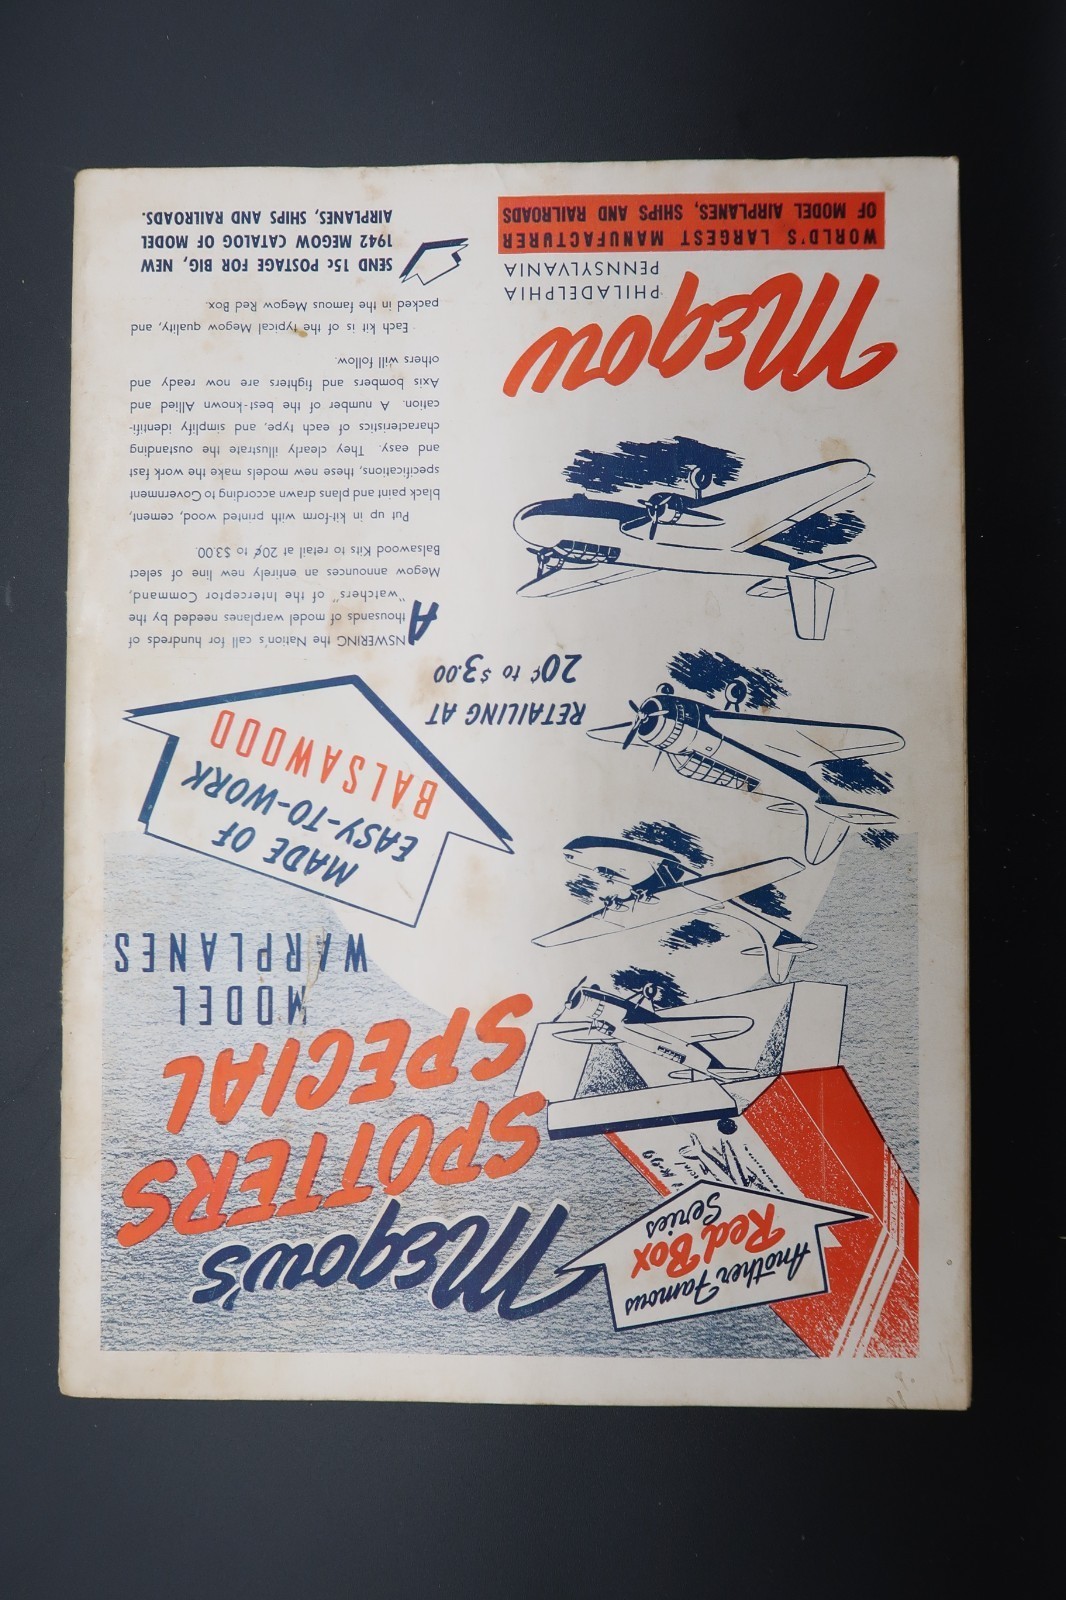 Another Famous
Red Box
Series
Megow's
SPOTTERS
SPECIAL
MODEL
WARPLANES
MADE OF
EASY-TO-WORK
BALSAWOOD
RETAILING AT
20¢ to $3.00
ANSWERING the Nation's call for hundreds of
thousands of model warplanes needed by the
"watchers" of the Interceptor Command,
Megow announces an entirely new line of select
Balsawood Kits to retail at 20¢ to $3.00.
Put up in kit-form with printed wood, cement,
black paint and plans drawn according to Government
specifications, these new models make the work fast
and easy. They clearly illustrate the oustanding
characteristics of each type, and simplify identifi-
cation. A number of the best-known Allied and
Axis bombers and fighters are now ready and
others will follow.
Each kit is of the typical Megow quality, and
packed in the famous Megow Red Box.
SEND 15c POSTAGE FOR BIG, NEW
1942 MEGOW CATALOG OF MODEL
AIRPLANES, SHIPS AND RAILROADS.
Megow
PHILADELPHIA
PENNSYLVANIA
WORLD'S LARGEST MANUFACTURER
OF MODEL AIRPLANES, SHIPS AND RAILROADS